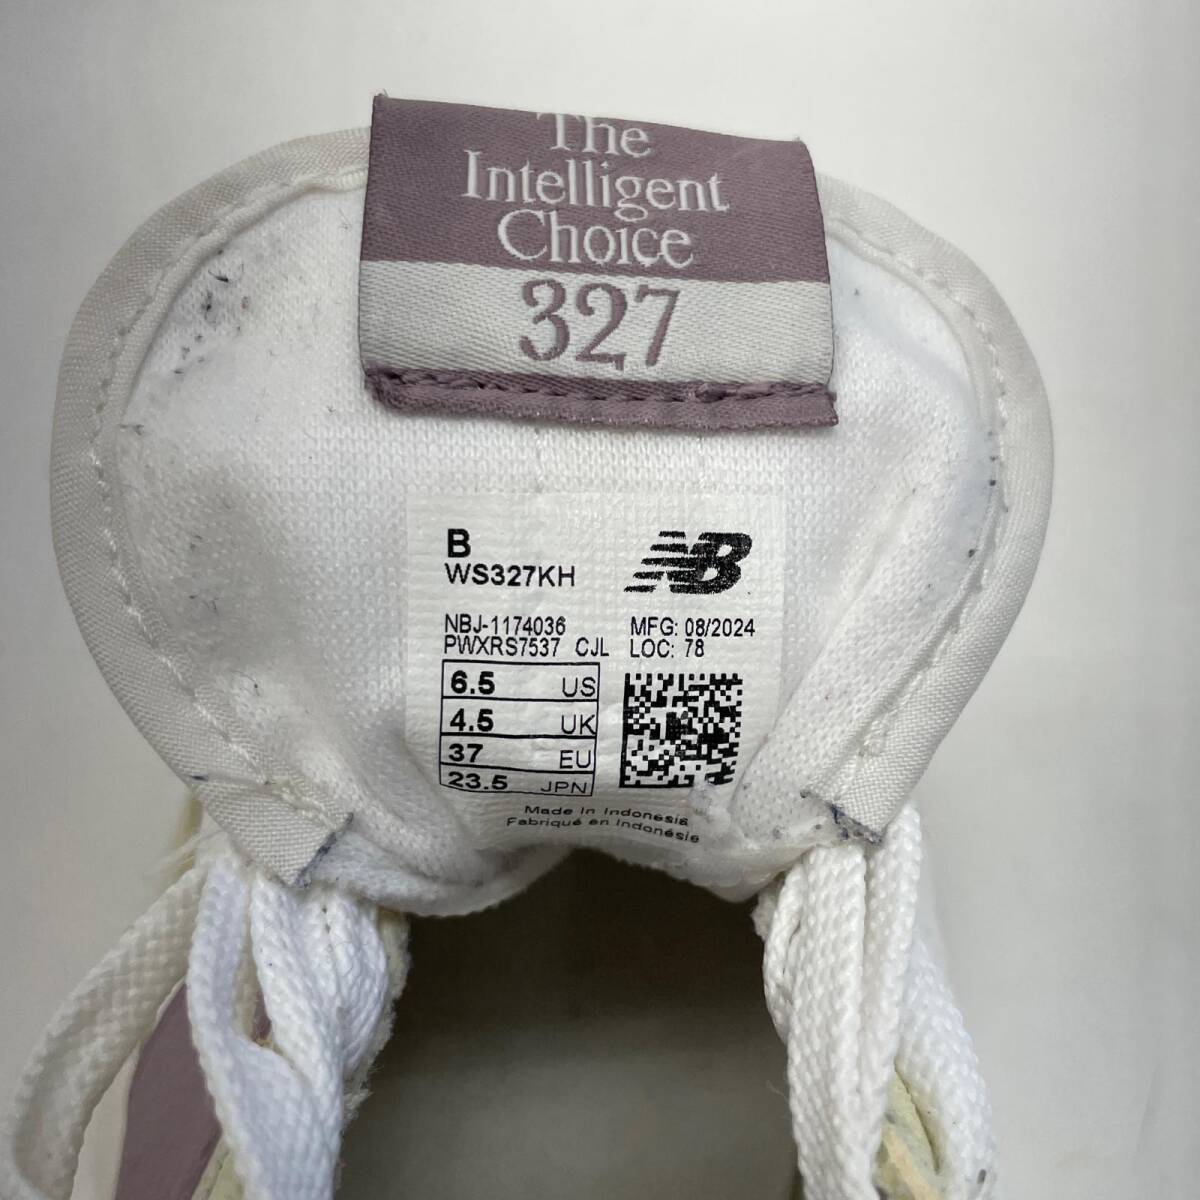 The
Intelligent
Choice
327
B
WS327KH
NB
NBJ-1174036
PWXRS7537 CJL
MFG: 08/2024
LOC: 78
6.5 US
4.5 UK
37 EU
23.5 JPN
Made in Indonesia
Fabriqué en Indonésie